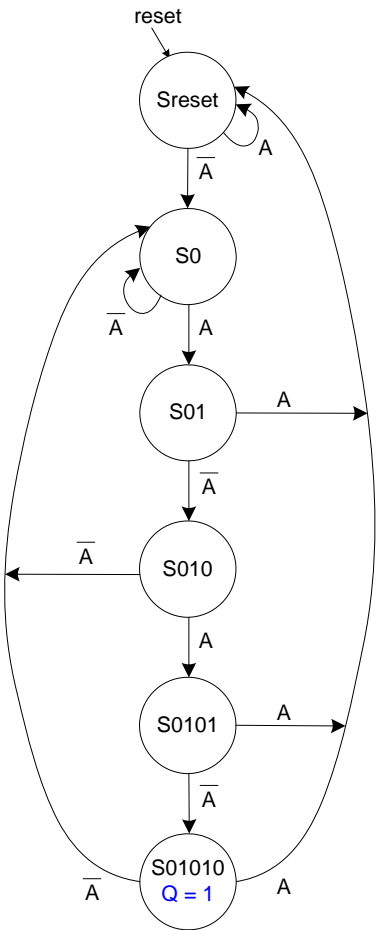 reset
Sreset
A
A̅
S0
A̅
A
S01
A
A̅
S010
A̅
A
S0101
A
A̅
S01010
Q = 1
A̅
A